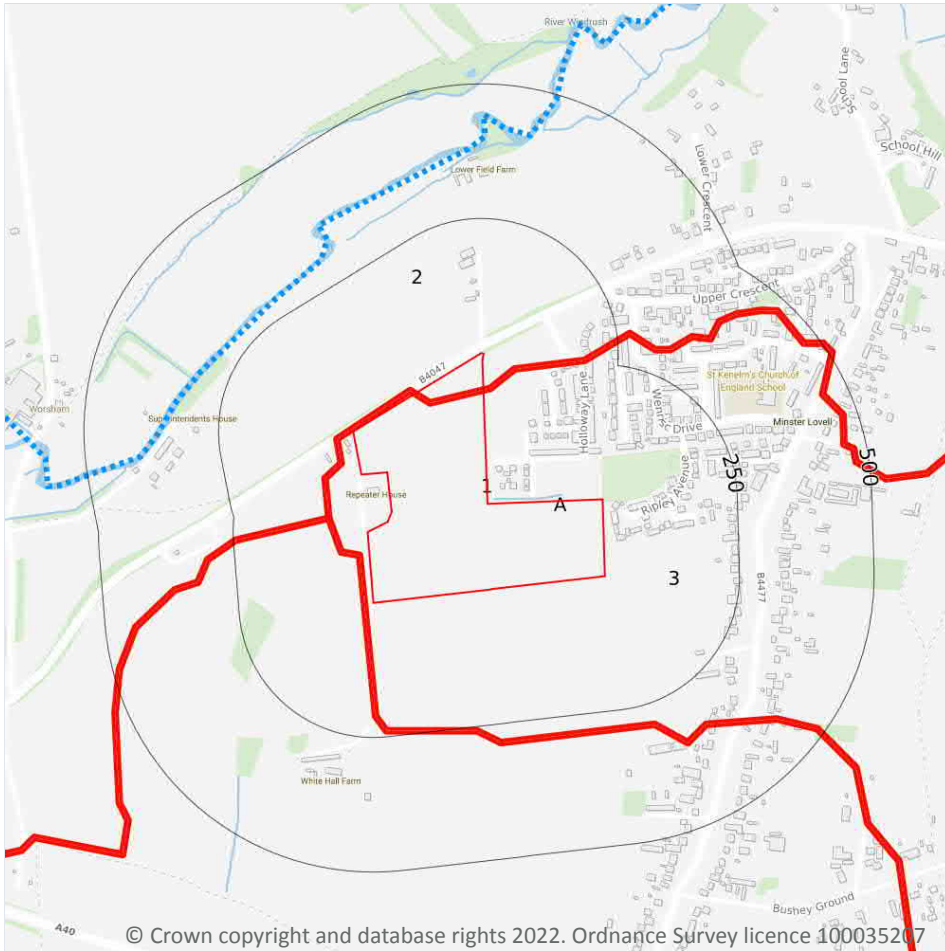 River Windrush
School Lane
School Hill
Lower Crescent
Lower Field Farm
2
Upper Crescent
B4047
St Kenelm's Church of
England School
Holloway Lane
Wenrisc
Drive
Worsham
Superintendents House
Minster Lovell
250
500
Ripley Avenue
Repeater House
1
A
3
B4477
White Hall Farm
Bushey Ground
A40
© Crown copyright and database rights 2022. Ordnance Survey licence 100035207